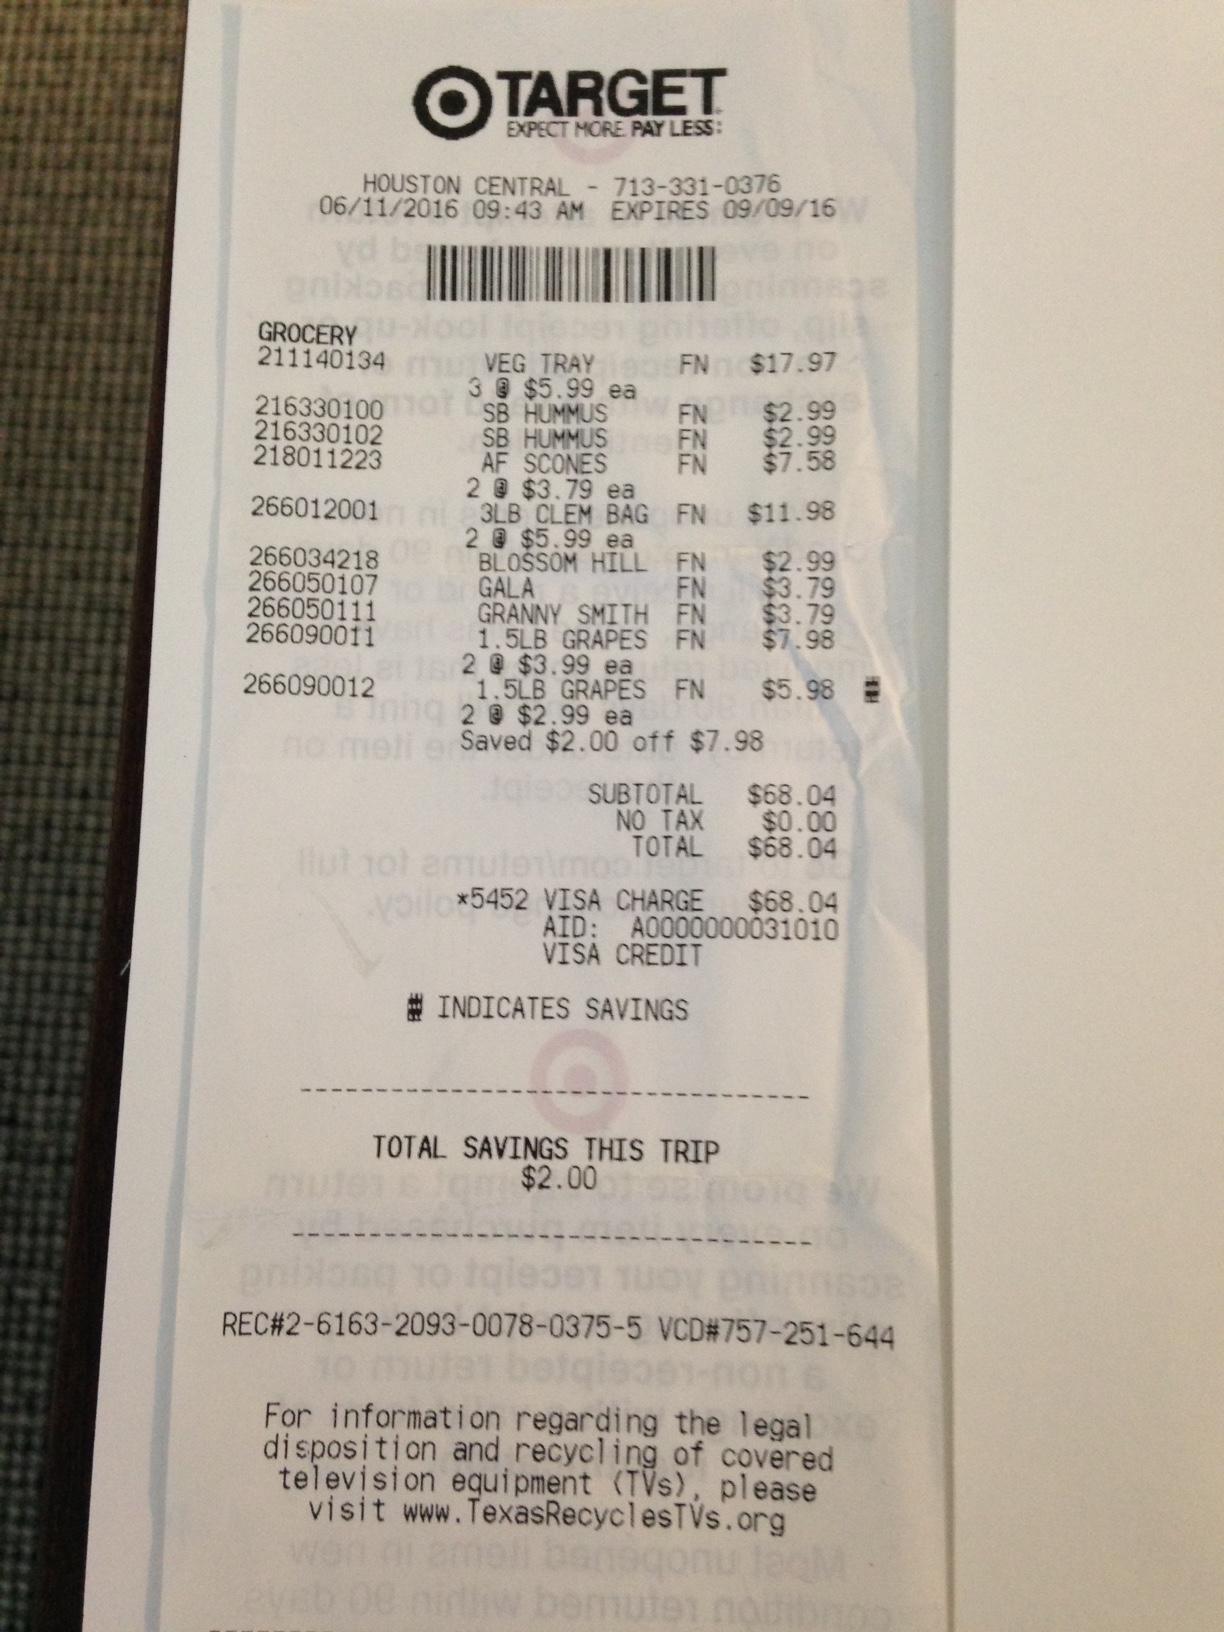 TARGET
EXPECT MORE. PAY LESS.
HOUSTON CENTRAL - 713-331-0376
06/11/2016 09:43 AM EXPIRES 09/09/16
GROCERY
211140134 VEG TRAY FN $17.97
3 @ $5.99 ea
216330100 SB HUMMUS FN $2.99
216330102 SB HUMMUS FN $2.99
218011223 AF SCONES FN $7.58
2 @ $3.79 ea
266012001 3LB CLEM BAG FN $11.98
2 @ $5.99 ea
266034218 BLOSSOM HILL FN $2.99
266050107 GALA FN $3.79
266050111 GRANNY SMITH FN $3.79
266090011 1.5LB GRAPES FN $7.98
2 @ $3.99 ea
266090012 1.5LB GRAPES FN $5.98 #
2 @ $2.99 ea
Saved $2.00 off $7.98
SUBTOTAL $68.04
NO TAX $0.00
TOTAL $68.04
*5452 VISA CHARGE $68.04
AID: A0000000031010
VISA CREDIT
# INDICATES SAVINGS
--------------------------------
TOTAL SAVINGS THIS TRIP
$2.00
--------------------------------
REC#2-6163-2093-0078-0375-5 VCD#757-251-644
For information regarding the legal
disposition and recycling of covered
television equipment (TVs), please
visit www.TexasRecyclesTVs.org